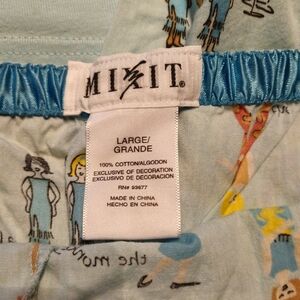 MIXIT®
LARGE/
GRANDE
100% COTTON/ALGODON
EXCLUSIVE OF DECORATION
EXCLUSIVO DE DECORACION
RN# 93677
MADE IN CHINA
HECHO EN CHINA
the mor